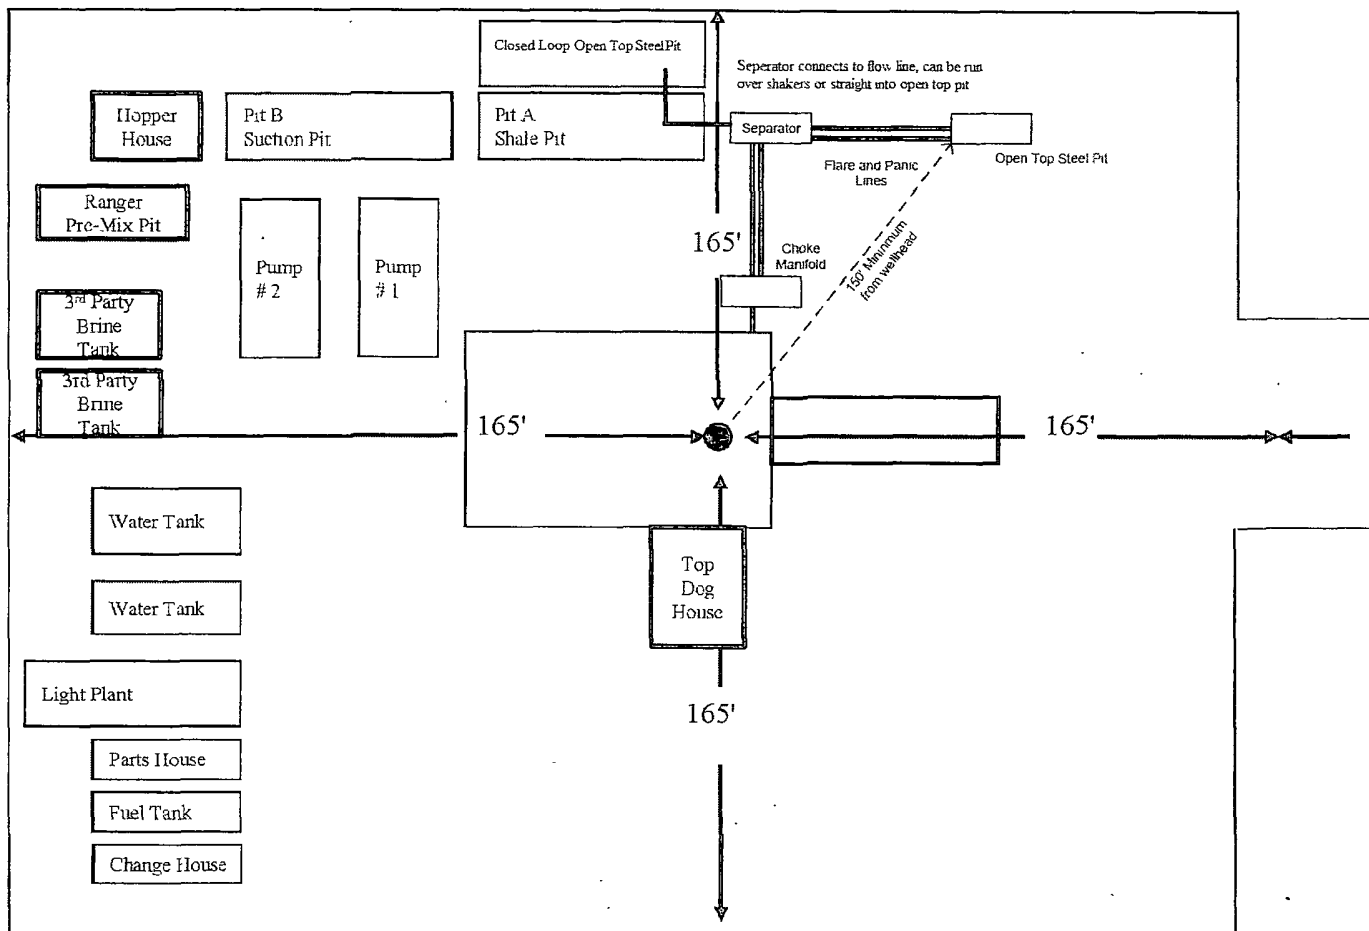 Closed Loop Open Top Steel Pit
Seperator connects to flow line, can be run
over shakers or straight into open top pit
Hopper
House
Pit B
Suction Pit
Pit A
Shale Pit
Separator
Open Top Steel Pit
Flare and Panic
Lines
Ranger
Pre-Mix Pit
165'
Choke
Manifold
150' Minimum
from wellhead
Pump
# 2
Pump
# 1
3rd Party
Brine
Tank
3rd Party
Brine
Tank
165'
165'
Water Tank
Top
Dog
House
Water Tank
Light Plant
165'
Parts House
Fuel Tank
Change House